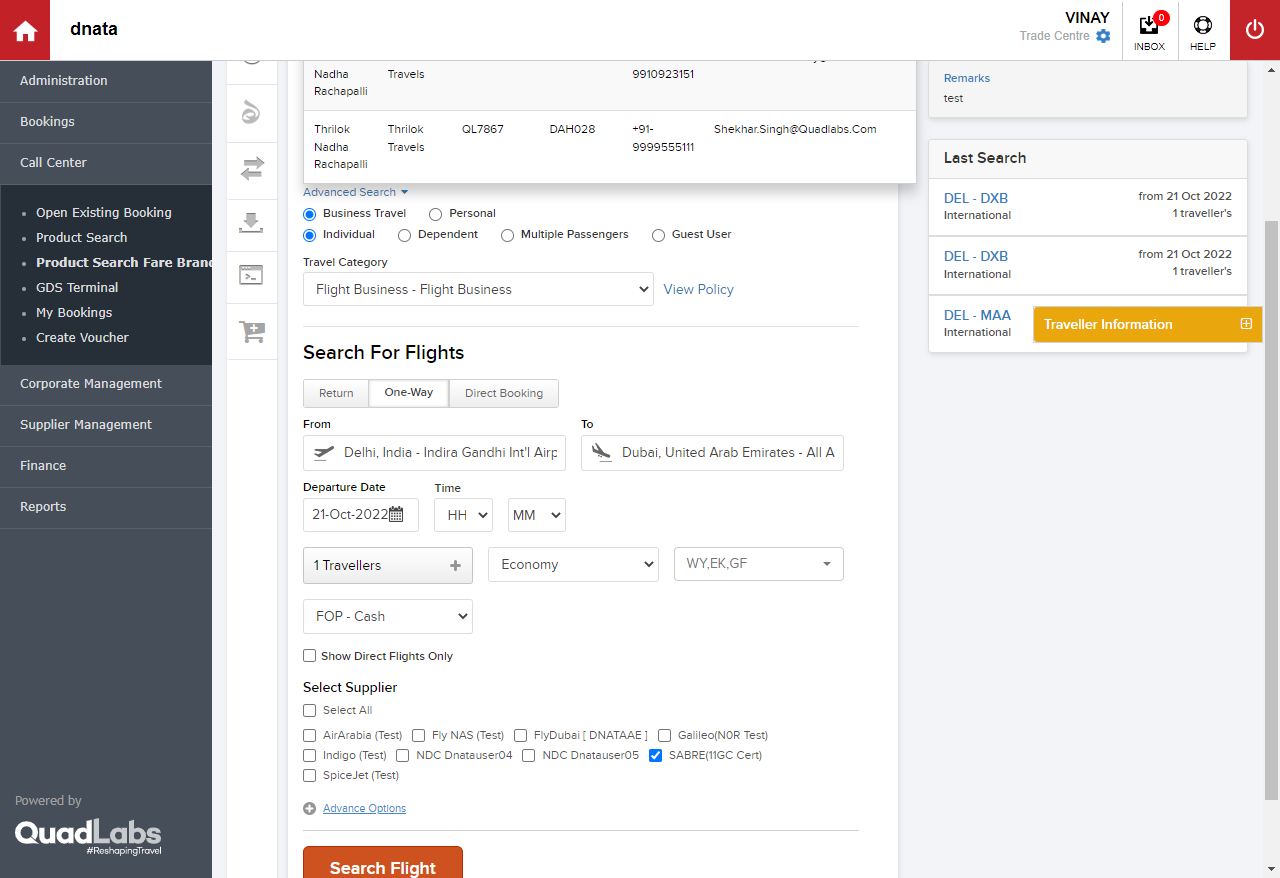 dnata
VINAY
Trade Centre
0
INBOX
HELP
Administration
Bookings
Call Center
Open Existing Booking
Product Search
Product Search Fare Brand
GDS Terminal
My Bookings
Create Voucher
Corporate Management
Supplier Management
Finance
Reports
Powered by
QuadLabs
#ReshapingTravel
Nadha Travels 9910923151
Rachapalli
Thrilok Thrilok QL7867 DAH028 +91- Shekhar.Singh@Quadlabs.Com
Nadha Travels 9999555111
Rachapalli
Advanced Search
Business Travel Personal
Individual Dependent Multiple Passengers Guest User
Travel Category
Flight Business - Flight Business View Policy
Search For Flights
Return One-Way Direct Booking
From To
Delhi, India - Indira Gandhi Int'l Airp Dubai, United Arab Emirates - All A
Departure Date Time
21-Oct-2022 HH MM
1 Travellers Economy WY,EK,GF
FOP - Cash
Show Direct Flights Only
Select Supplier
Select All
AirArabia (Test) Fly NAS (Test) FlyDubai [ DNATAAE ] Galileo(N0R Test)
Indigo (Test) NDC Dnatauser04 NDC Dnatauser05 SABRE(11GC Cert)
SpiceJet (Test)
Advance Options
Search Flight
Remarks
test
Last Search
DEL - DXB from 21 Oct 2022
International 1 traveller's
DEL - DXB from 21 Oct 2022
International 1 traveller's
DEL - MAA
International
Traveller Information